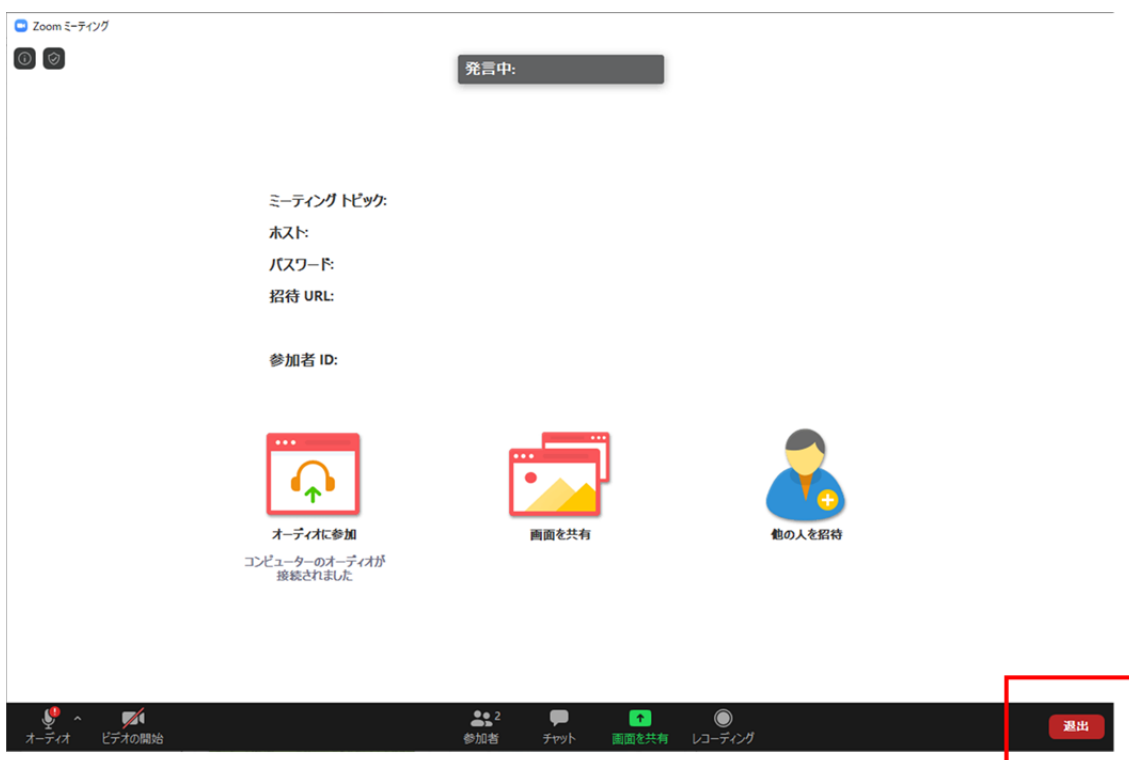 Zoom ミーティング
発言中:
ミーティング トピック:
ホスト:
パスワード:
招待 URL:
参加者 ID:
オーディオに参加
画面を共有
他の人を招待
コンピューターのオーディオが
接続されました
オーディオ
ビデオの開始
2
参加者
チャット
画面を共有
レコーディング
退出